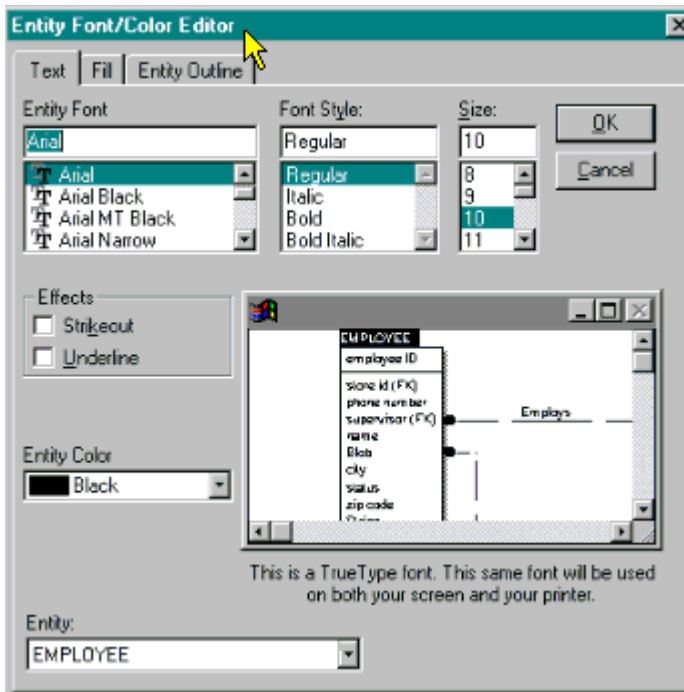 Entity Font/Color Editor
Text Fill Entity Outline
Entity Font Font Style: Size:
Arial Regular 10
OK
Cancel
Arial Regular 8
Arial Black Italic 9
Arial MT Black Bold 10
Arial Narrow Bold Italic 11
Effects
Strikeout
Underline
EMPLOYEE
employee ID
store id (FK)
phone number
supervisor (FK) Employs
name
Blob
city
status
zip code
Entity Color
Black
This is a TrueType font. This same font will be used
on both your screen and your printer.
Entity:
EMPLOYEE